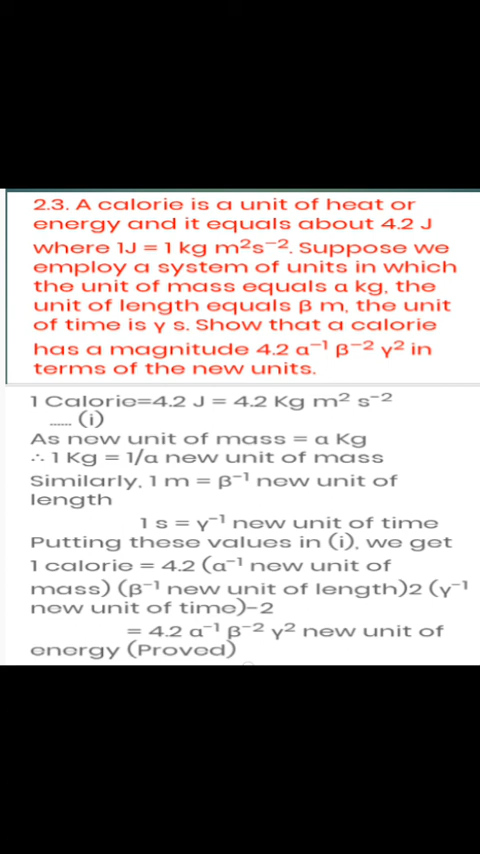 2.3. A calorie is a unit of heat or
energy and it equals about 4.2 J
where 1J = 1 kg m²s⁻². Suppose we
employ a system of units in which
the unit of mass equals α kg, the
unit of length equals β m, the unit
of time is γ s. Show that a calorie
has a magnitude 4.2 α⁻¹ β⁻² γ² in
terms of the new units.
1 Calorie=4.2 J = 4.2 Kg m² s⁻²
...... (i)
As new unit of mass = α Kg
∴ 1 Kg = 1/α new unit of mass
Similarly, 1 m = β⁻¹ new unit of
length
1 s = γ⁻¹ new unit of time
Putting these values in (i), we get
1 calorie = 4.2 (α⁻¹ new unit of
mass) (β⁻¹ new unit of length)2 (γ⁻¹
new unit of time)-2
= 4.2 α⁻¹ β⁻² γ² new unit of
energy (Proved)